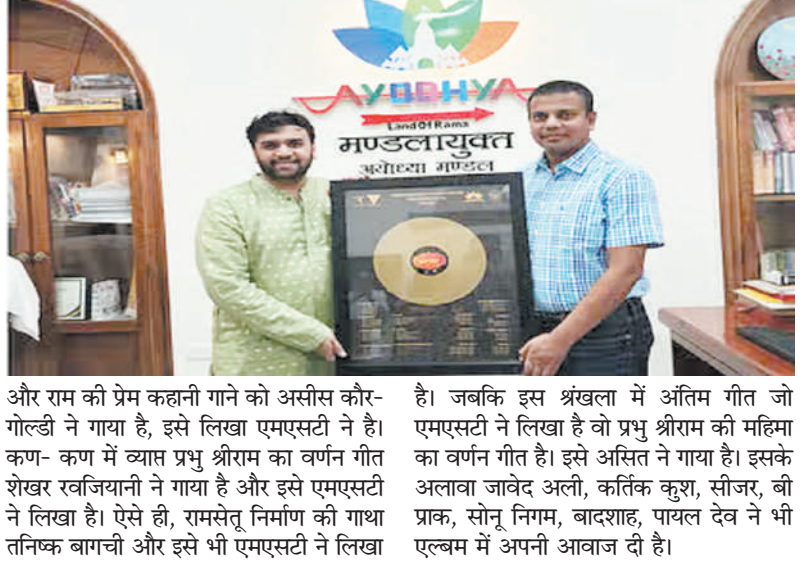 AYODHYA
Land Of Rama
मण्डलायुक्त
अयोध्या मण्डल
और राम की प्रेम कहानी गाने को असीस कौर-
गोल्डी ने गाया है, इसे लिखा एमएसटी ने है।
कण- कण में व्याप्त प्रभु श्रीराम का वर्णन गीत
शेखर रवजियानी ने गाया है और इसे एमएसटी
ने लिखा है। ऐसे ही, रामसेतू निर्माण की गाथा
तनिष्क बागची और इसे भी एमएसटी ने लिखा
है। जबकि इस श्रंखला में अंतिम गीत जो
एमएसटी ने लिखा है वो प्रभु श्रीराम की महिमा
का वर्णन गीत है। इसे असित ने गाया है। इसके
अलावा जावेद अली, कर्तिक कुश, सीजर, बी
प्राक, सोनू निगम, बादशाह, पायल देव ने भी
एल्बम में अपनी आवाज दी है।